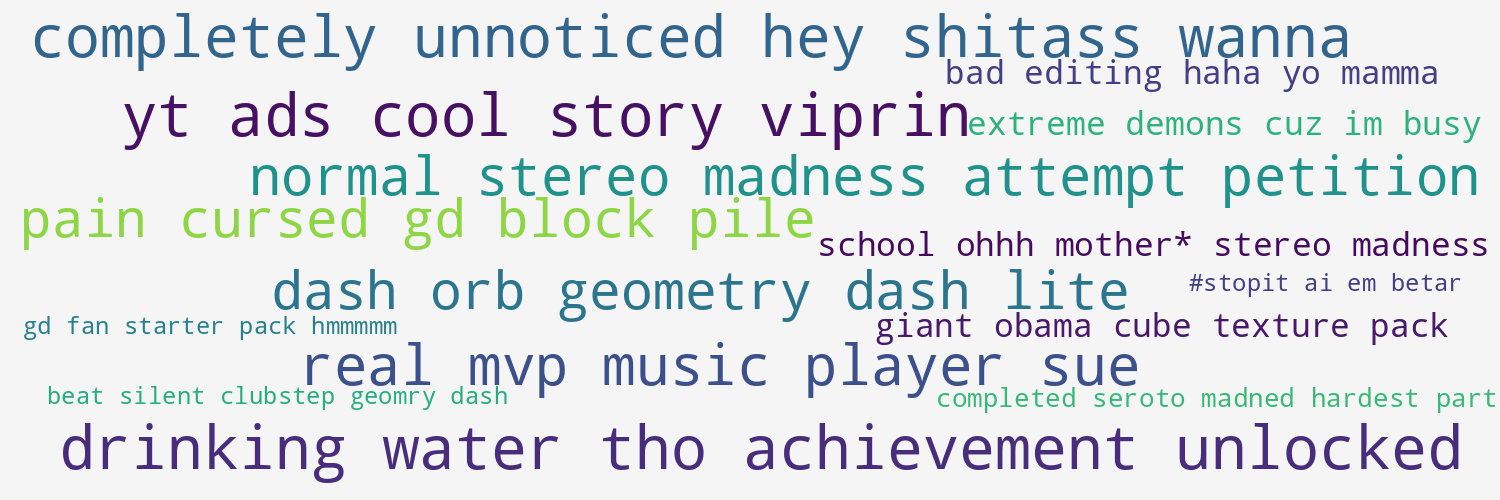 completely unnoticed hey shitass wanna
bad editing haha yo mamma
yt ads cool story viprin
extreme demons cuz im busy
normal stereo madness attempt petition
pain cursed gd block pile
school ohhh mother* stereo madness
dash orb geometry dash lite
#stopit ai em betar
gd fan starter pack hmmmmm
giant obama cube texture pack
real mvp music player sue
beat silent clubstep geomry dash
completed seroto madned hardest part
drinking water tho achievement unlocked